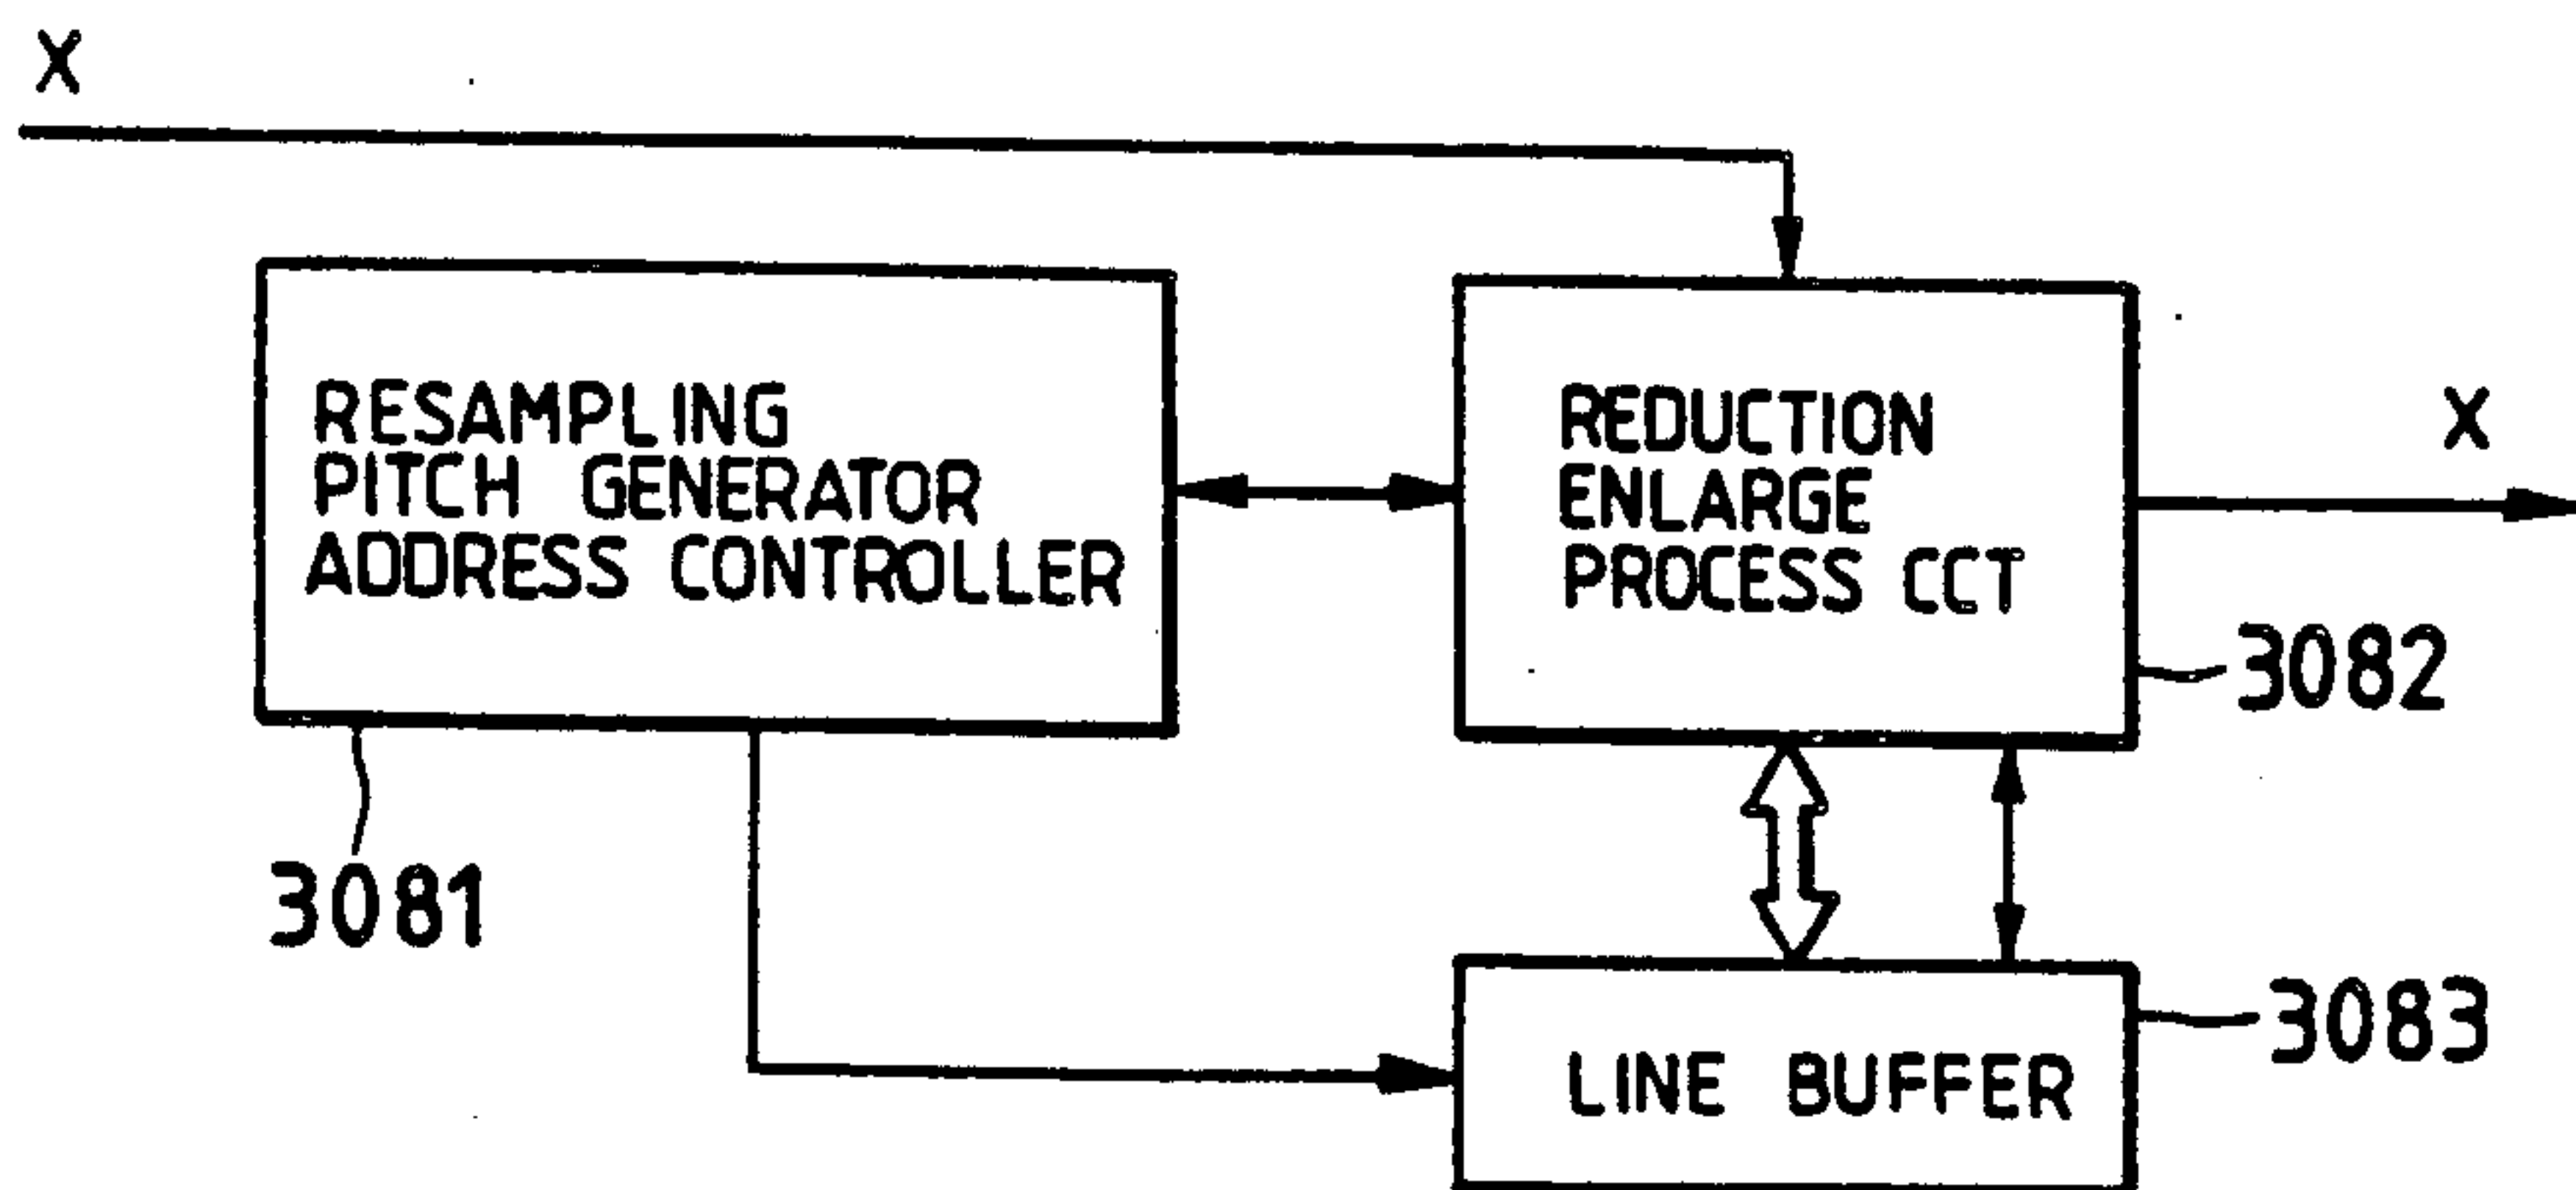 X
RESAMPLING
PITCH GENERATOR
ADDRESS CONTROLLER
REDUCTION
ENLARGE
PROCESS CCT
X
3082
3081
3083
LINE BUFFER